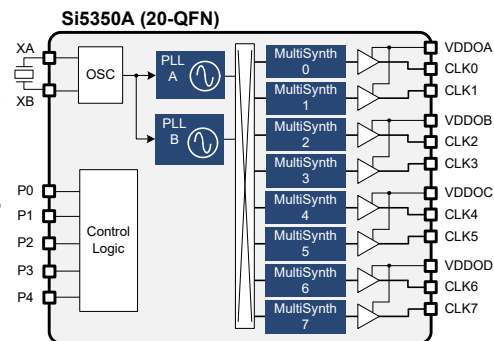 Si5350A (20-QFN)
XA
XB
OSC
PLL
A
PLL
B
MultiSynth
0
MultiSynth
1
MultiSynth
2
MultiSynth
3
MultiSynth
4
MultiSynth
5
MultiSynth
6
MultiSynth
7
VDDOA
CLK0
CLK1
VDDOB
CLK2
CLK3
VDDOC
CLK4
CLK5
VDDOD
CLK6
CLK7
P0
P1
P2
P3
P4
Control
Logic